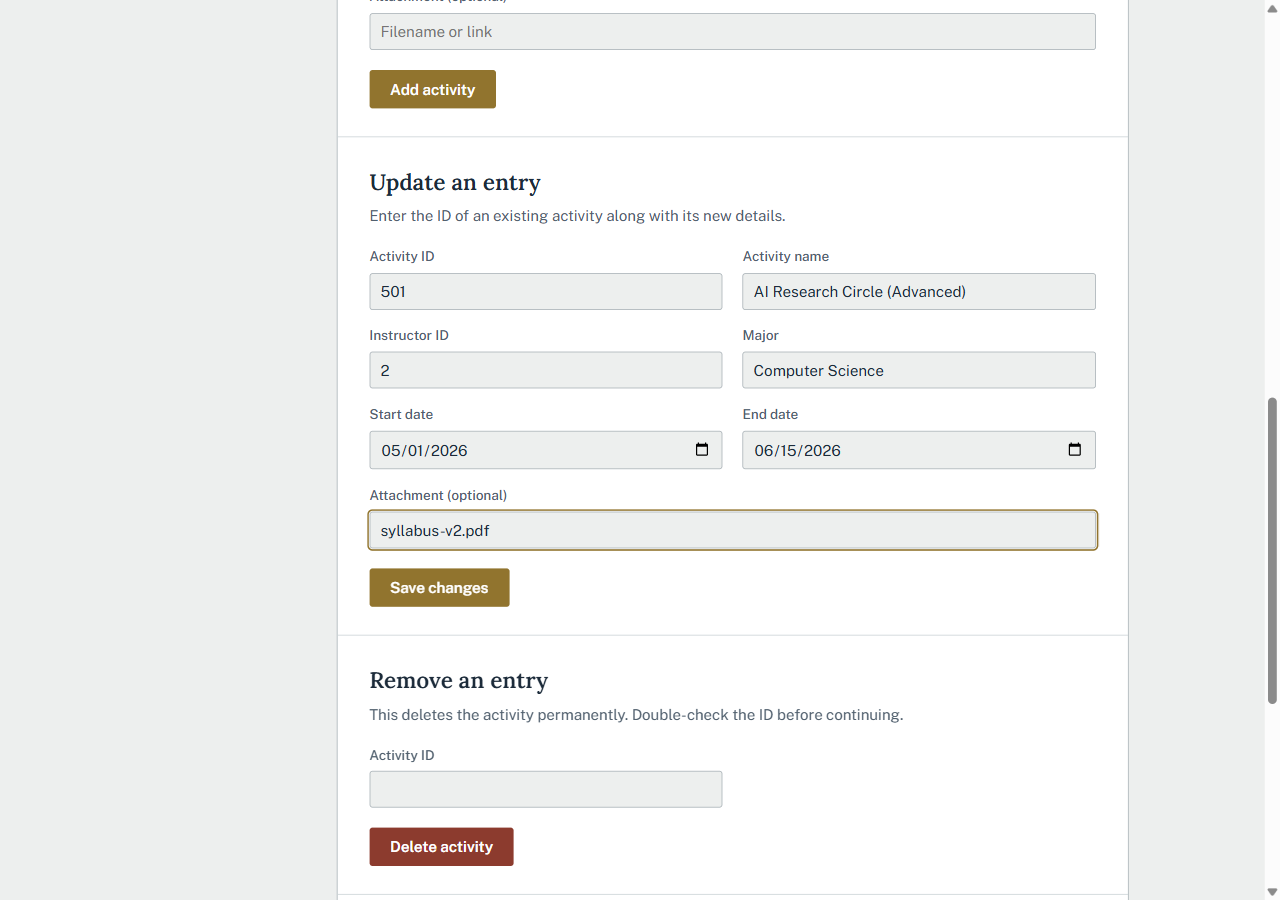 Filename or link
Add activity
Update an entry
Enter the ID of an existing activity along with its new details.
Activity ID
Activity name
501
AI Research Circle (Advanced)
Instructor ID
Major
2
Computer Science
Start date
End date
05/01/2026
06/15/2026
Attachment (optional)
syllabus-v2.pdf
Save changes
Remove an entry
This deletes the activity permanently. Double-check the ID before continuing.
Activity ID
Delete activity